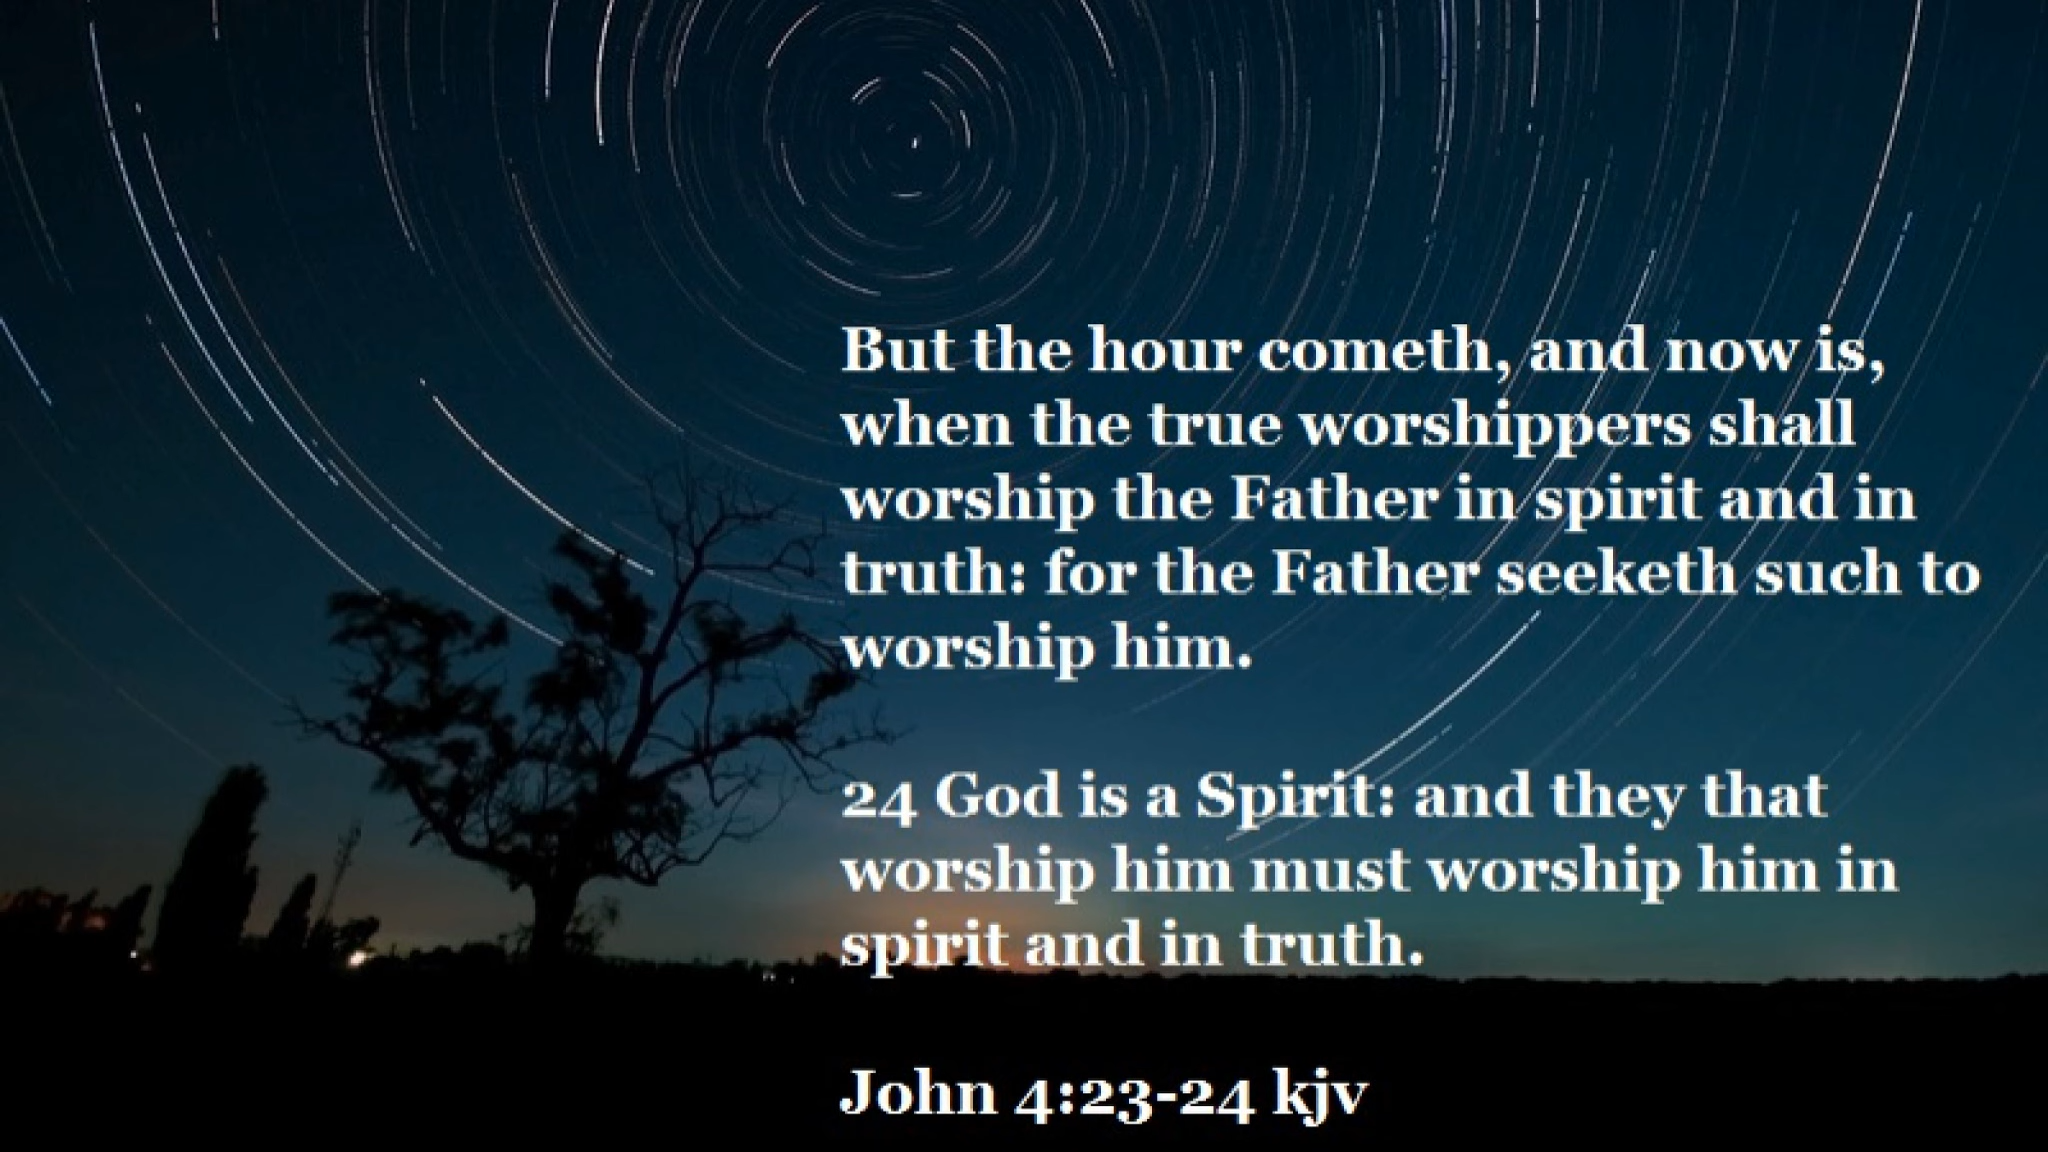 But the hour cometh, and now is,
when the true worshippers shall
worship the Father in spirit and in
truth: for the Father seeketh such to
worship him.
24 God is a Spirit: and they that
worship him must worship him in
spirit and in truth.
John 4:23-24 kjv